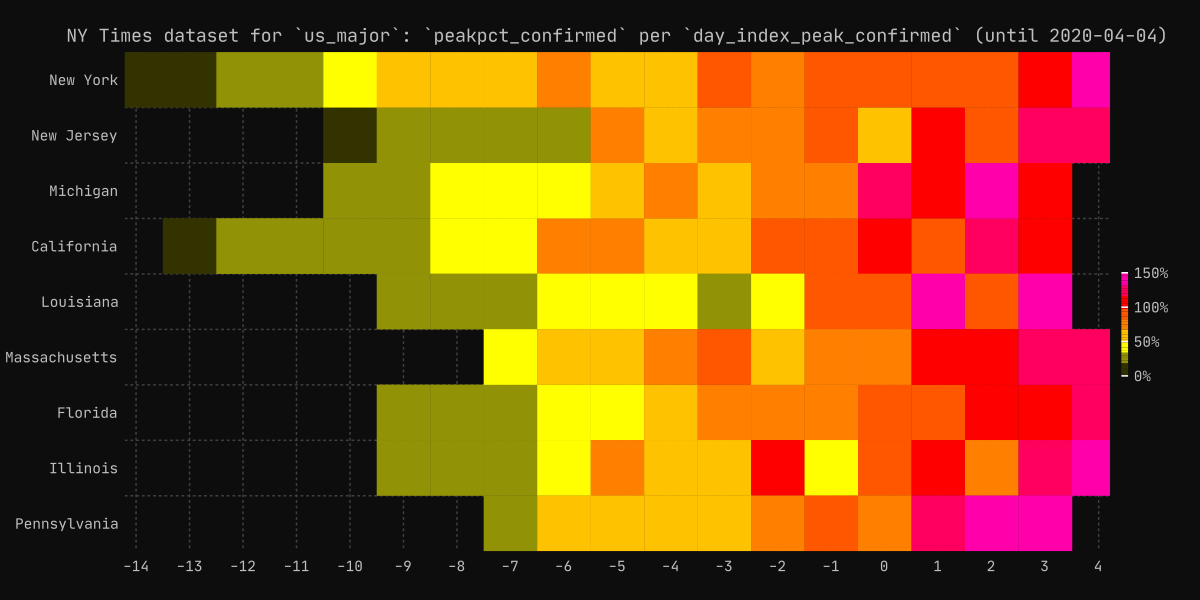 NY Times dataset for `us_major`: `peakpct_confirmed` per `day_index_peak_confirmed` (until 2020-04-04)
New York
New Jersey
Michigan
California
Louisiana
Massachusetts
Florida
Illinois
Pennsylvania
150%
100%
50%
0%
-14 -13 -12 -11 -10 -9 -8 -7 -6 -5 -4 -3 -2 -1 0 1 2 3 4